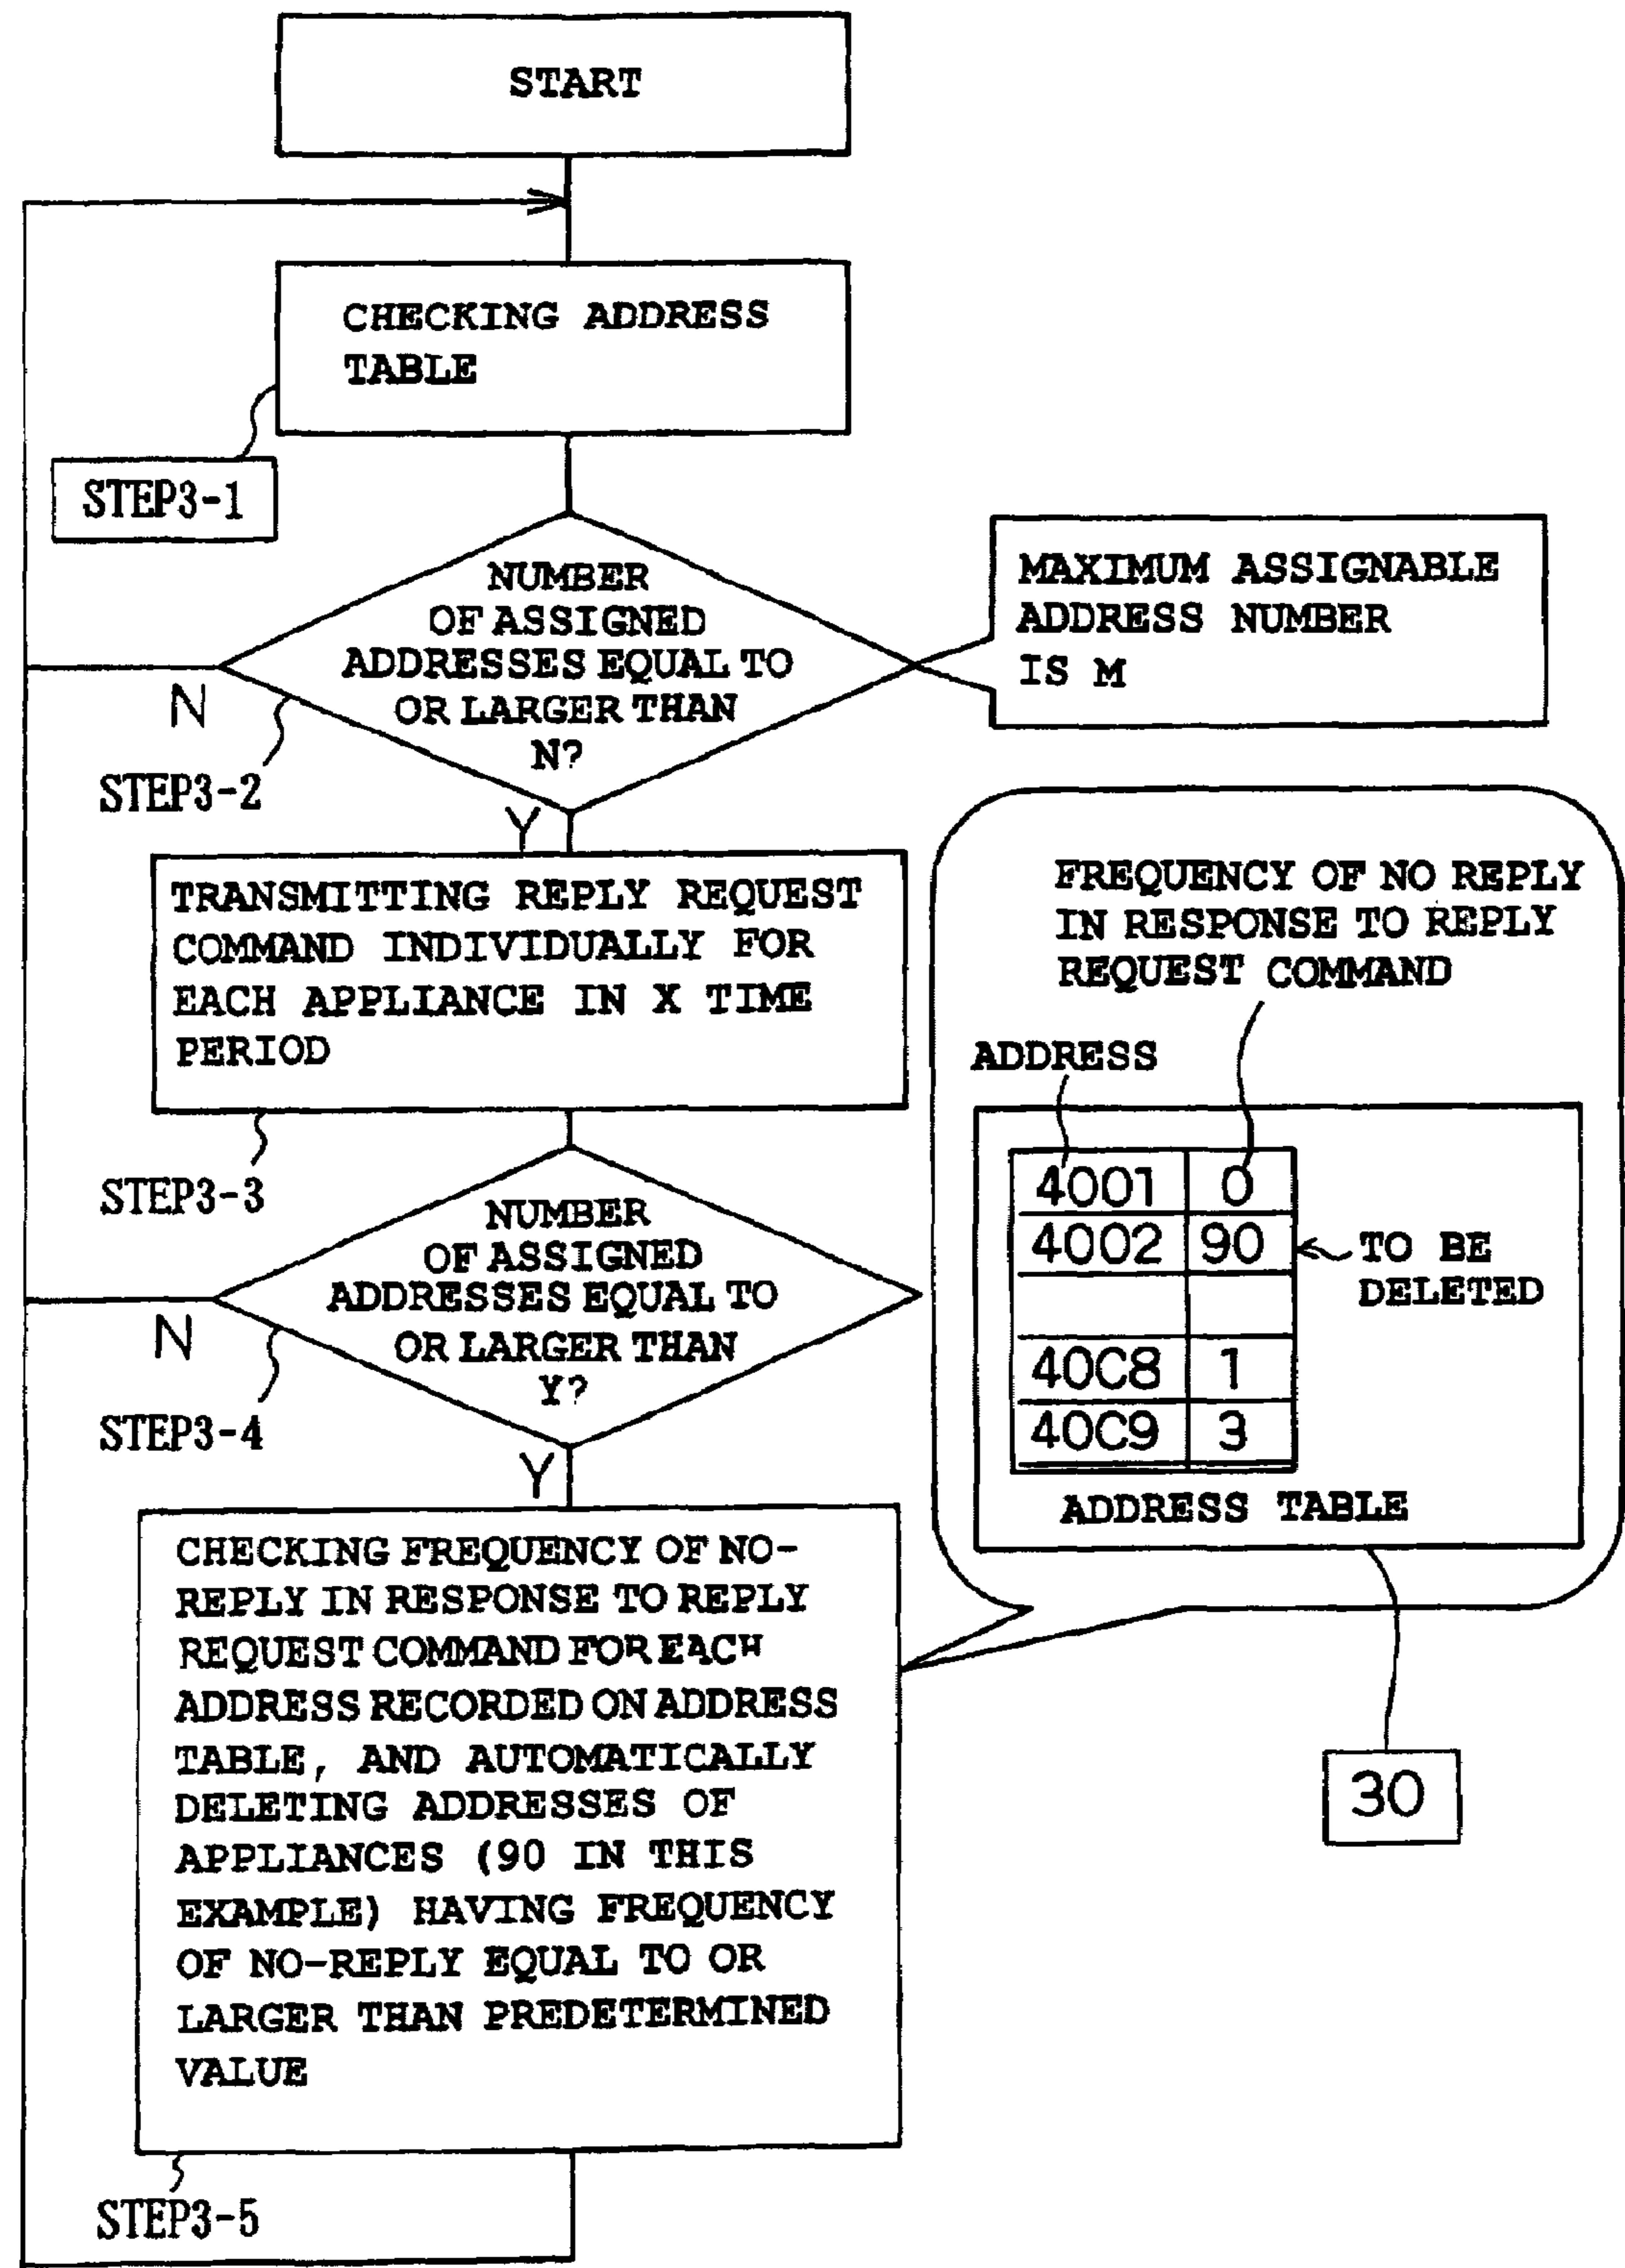 START
CHECKING ADDRESS
TABLE
STEP3-1
NUMBER
OF ASSIGNED
ADDRESSES EQUAL TO
OR LARGER THAN
N?
N
STEP3-2
Y
MAXIMUM ASSIGNABLE
ADDRESS NUMBER
IS M
TRANSMITTING REPLY REQUEST
COMMAND INDIVIDUALLY FOR
EACH APPLIANCE IN X TIME
PERIOD
STEP3-3
NUMBER
OF ASSIGNED
ADDRESSES EQUAL TO
OR LARGER THAN
Y?
N
STEP3-4
Y
CHECKING FREQUENCY OF NO-
REPLY IN RESPONSE TO REPLY
REQUEST COMMAND FOR EACH
ADDRESS RECORDED ON ADDRESS
TABLE, AND AUTOMATICALLY
DELETING ADDRESSES OF
APPLIANCES (90 IN THIS
EXAMPLE) HAVING FREQUENCY
OF NO-REPLY EQUAL TO OR
LARGER THAN PREDETERMINED
VALUE
STEP3-5
FREQUENCY OF NO REPLY
IN RESPONSE TO REPLY
REQUEST COMMAND
ADDRESS
4001 0
4002 90
TO BE
DELETED
40C8 1
40C9 3
ADDRESS TABLE
30